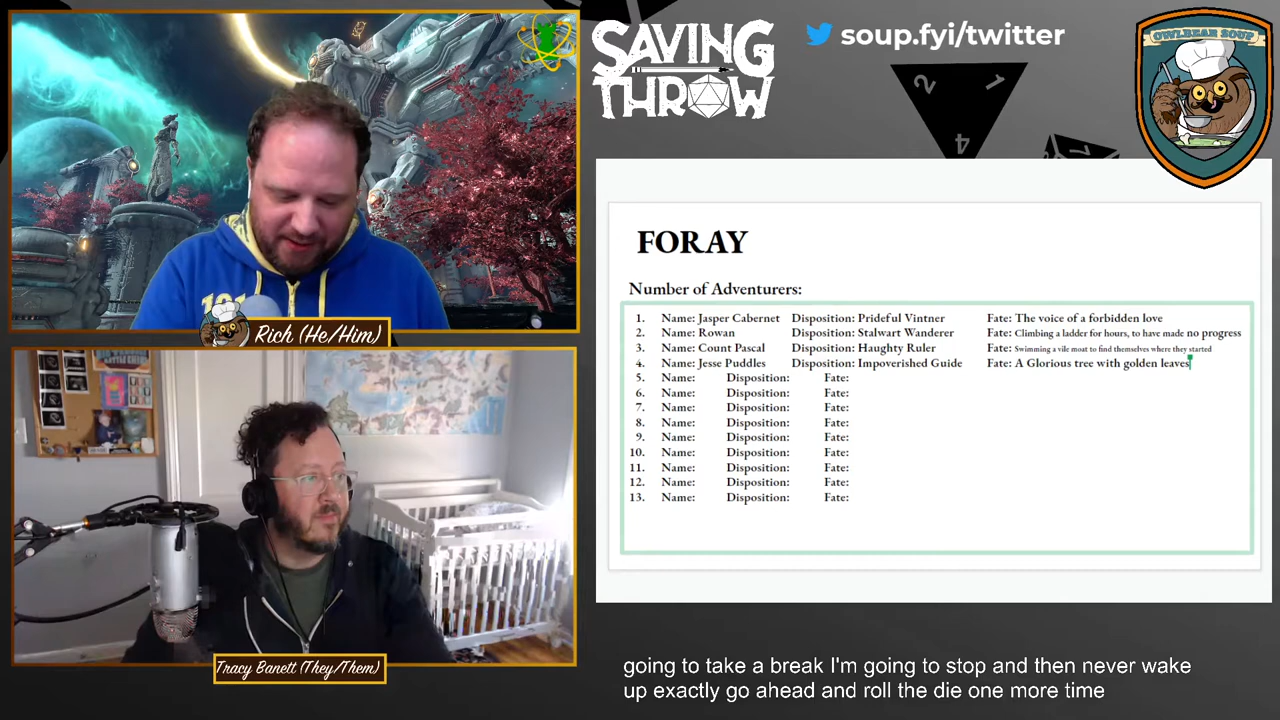 SAVING
THROW
soup.fyi/twitter
OWLBEAR SOUP
2
1
4
7
FORAY
Number of Adventurers:
1. Name: Jasper Cabernet Disposition: Prideful Vintner Fate: The voice of a forbidden love
2. Name: Rowan Disposition: Stalwart Wanderer Fate: Climbing a ladder for hours, to have made no progress
3. Name: Count Pascal Disposition: Haughty Ruler Fate: Swimming a vile moat to find themselves where they started
4. Name: Jesse Puddles Disposition: Impoverished Guide Fate: A Glorious tree with golden leaves
5. Name: Disposition: Fate:
6. Name: Disposition: Fate:
7. Name: Disposition: Fate:
8. Name: Disposition: Fate:
9. Name: Disposition: Fate:
10. Name: Disposition: Fate:
11. Name: Disposition: Fate:
12. Name: Disposition: Fate:
13. Name: Disposition: Fate:
Rich (He/Him)
Tracy Banett (They/Them)
going to take a break I'm going to stop and then never wake
up exactly go ahead and roll the die one more time